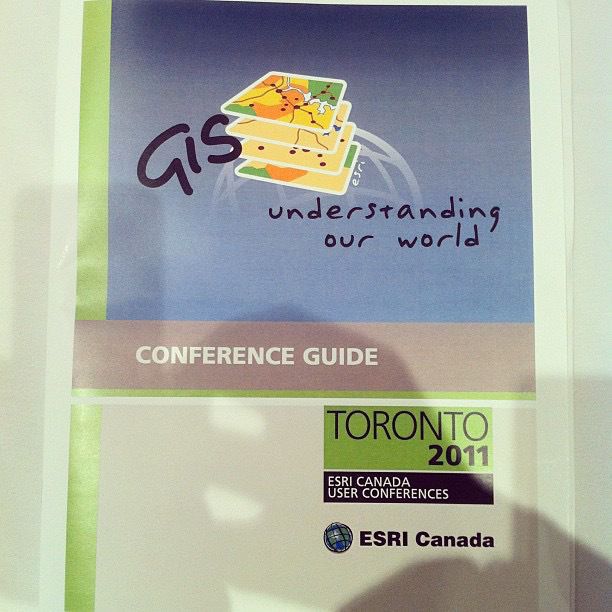 GIS
esri
understanding
our world
CONFERENCE GUIDE
TORONTO
2011
ESRI CANADA
USER CONFERENCES
ESRI Canada